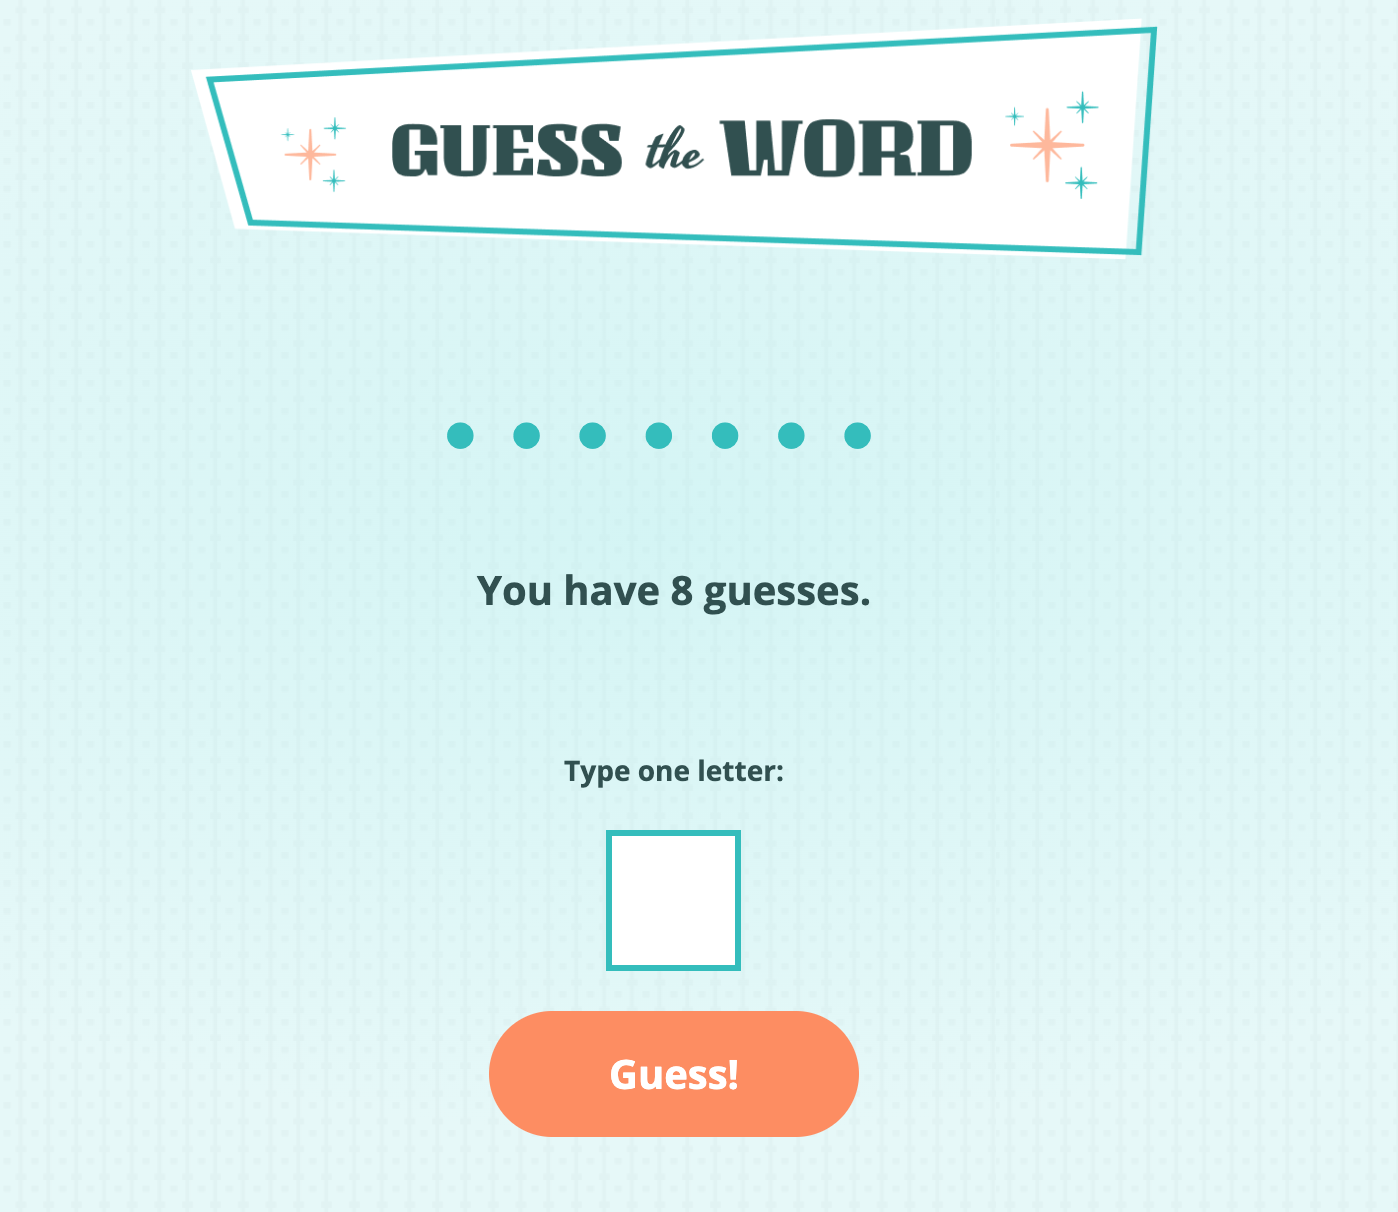 GUESS the WORD
● ● ● ● ● ● ●
You have 8 guesses.
Type one letter:
Guess!